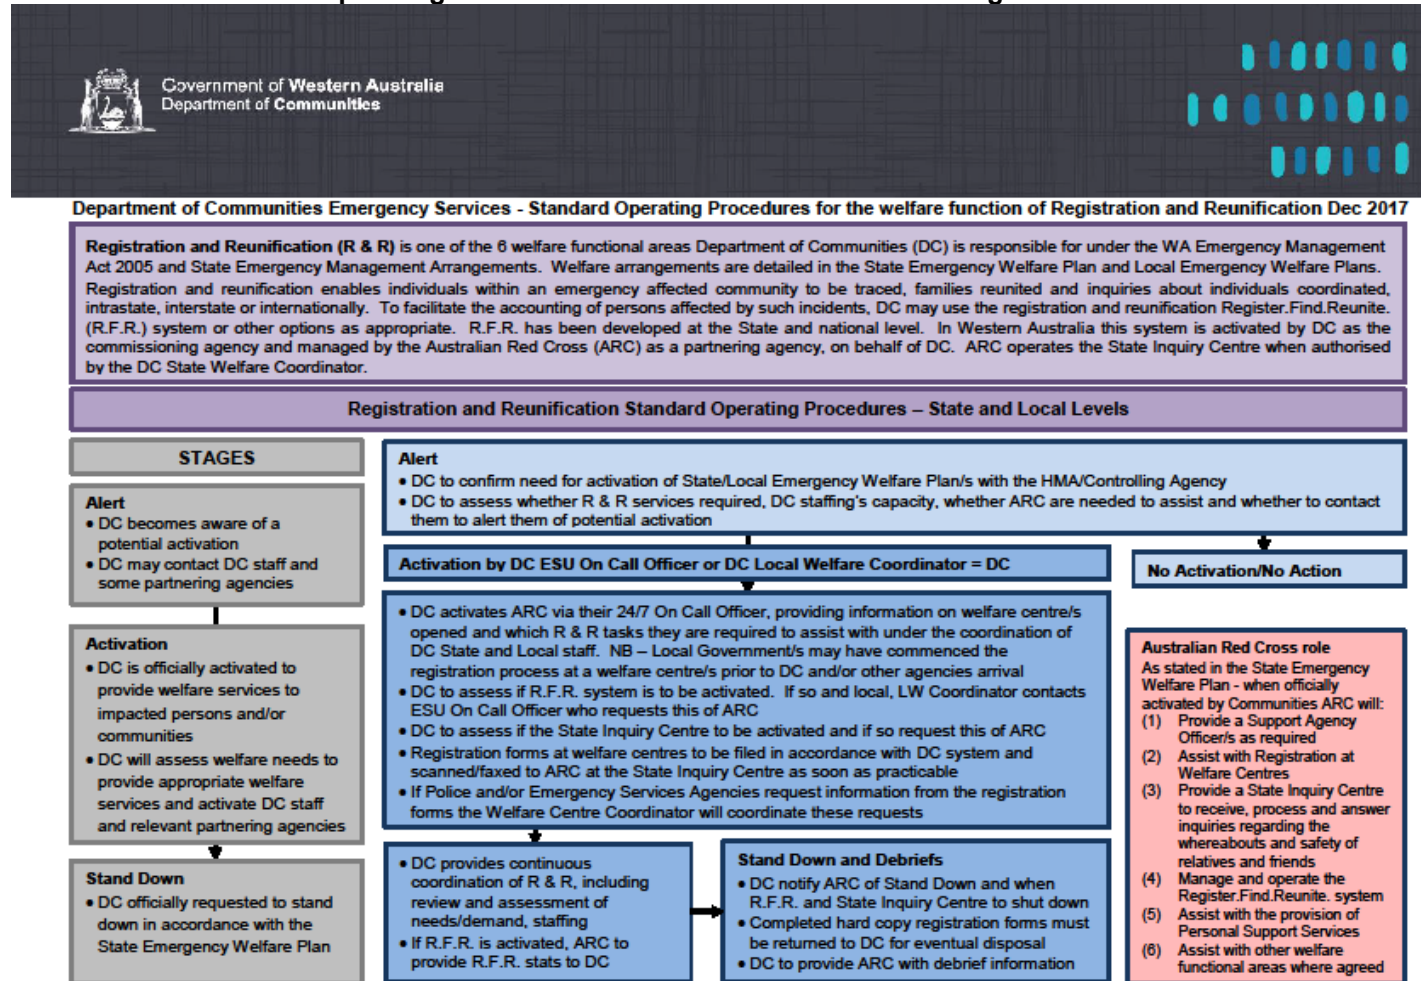 Government of Western Australia
Department of Communities
Department of Communities Emergency Services - Standard Operating Procedures for the welfare function of Registration and Reunification Dec 2017
Registration and Reunification (R & R) is one of the 6 welfare functional areas Department of Communities (DC) is responsible for under the WA Emergency Management
Act 2005 and State Emergency Management Arrangements. Welfare arrangements are detailed in the State Emergency Welfare Plan and Local Emergency Welfare Plans.
Registration and reunification enables individuals within an emergency affected community to be traced, families reunited and inquiries about individuals coordinated,
intrastate, interstate or internationally. To facilitate the accounting of persons affected by such incidents, DC may use the registration and reunification Register.Find.Reunite.
(R.F.R.) system or other options as appropriate. R.F.R. has been developed at the State and national level. In Western Australia this system is activated by DC as the
commissioning agency and managed by the Australian Red Cross (ARC) as a partnering agency, on behalf of DC. ARC operates the State Inquiry Centre when authorised
by the DC State Welfare Coordinator.
Registration and Reunification Standard Operating Procedures – State and Local Levels
STAGES
Alert
• DC becomes aware of a
potential activation
• DC may contact DC staff and
some partnering agencies
Activation
• DC is officially activated to
provide welfare services to
impacted persons and/or
communities
• DC will assess welfare needs to
provide appropriate welfare
services and activate DC staff
and relevant partnering agencies
Stand Down
• DC officially requested to stand
down in accordance with the
State Emergency Welfare Plan
Alert
• DC to confirm need for activation of State/Local Emergency Welfare Plan/s with the HMA/Controlling Agency
• DC to assess whether R & R services required, DC staffing's capacity, whether ARC are needed to assist and whether to contact
them to alert them of potential activation
Activation by DC ESU On Call Officer or DC Local Welfare Coordinator = DC
No Activation/No Action
• DC activates ARC via their 24/7 On Call Officer, providing information on welfare centre/s
opened and which R & R tasks they are required to assist with under the coordination of
DC State and Local staff. NB – Local Government/s may have commenced the
registration process at a welfare centre/s prior to DC and/or other agencies arrival
• DC to assess if R.F.R. system is to be activated. If so and local, LW Coordinator contacts
ESU On Call Officer who requests this of ARC
• DC to assess if the State Inquiry Centre to be activated and if so request this of ARC
• Registration forms at welfare centres to be filed in accordance with DC system and
scanned/faxed to ARC at the State Inquiry Centre as soon as practicable
• If Police and/or Emergency Services Agencies request information from the registration
forms the Welfare Centre Coordinator will coordinate these requests
• DC provides continuous
coordination of R & R, including
review and assessment of
needs/demand, staffing
• If R.F.R. is activated, ARC to
provide R.F.R. stats to DC
Stand Down and Debriefs
• DC notify ARC of Stand Down and when
R.F.R. and State Inquiry Centre to shut down
• Completed hard copy registration forms must
be returned to DC for eventual disposal
• DC to provide ARC with debrief information
Australian Red Cross role
As stated in the State Emergency
Welfare Plan - when officially
activated by Communities ARC will:
(1) Provide a Support Agency
Officer/s as required
(2) Assist with Registration at
Welfare Centres
(3) Provide a State Inquiry Centre
to receive, process and answer
inquiries regarding the
whereabouts and safety of
relatives and friends
(4) Manage and operate the
Register.Find.Reunite. system
(5) Assist with the provision of
Personal Support Services
(6) Assist with other welfare
functional areas where agreed